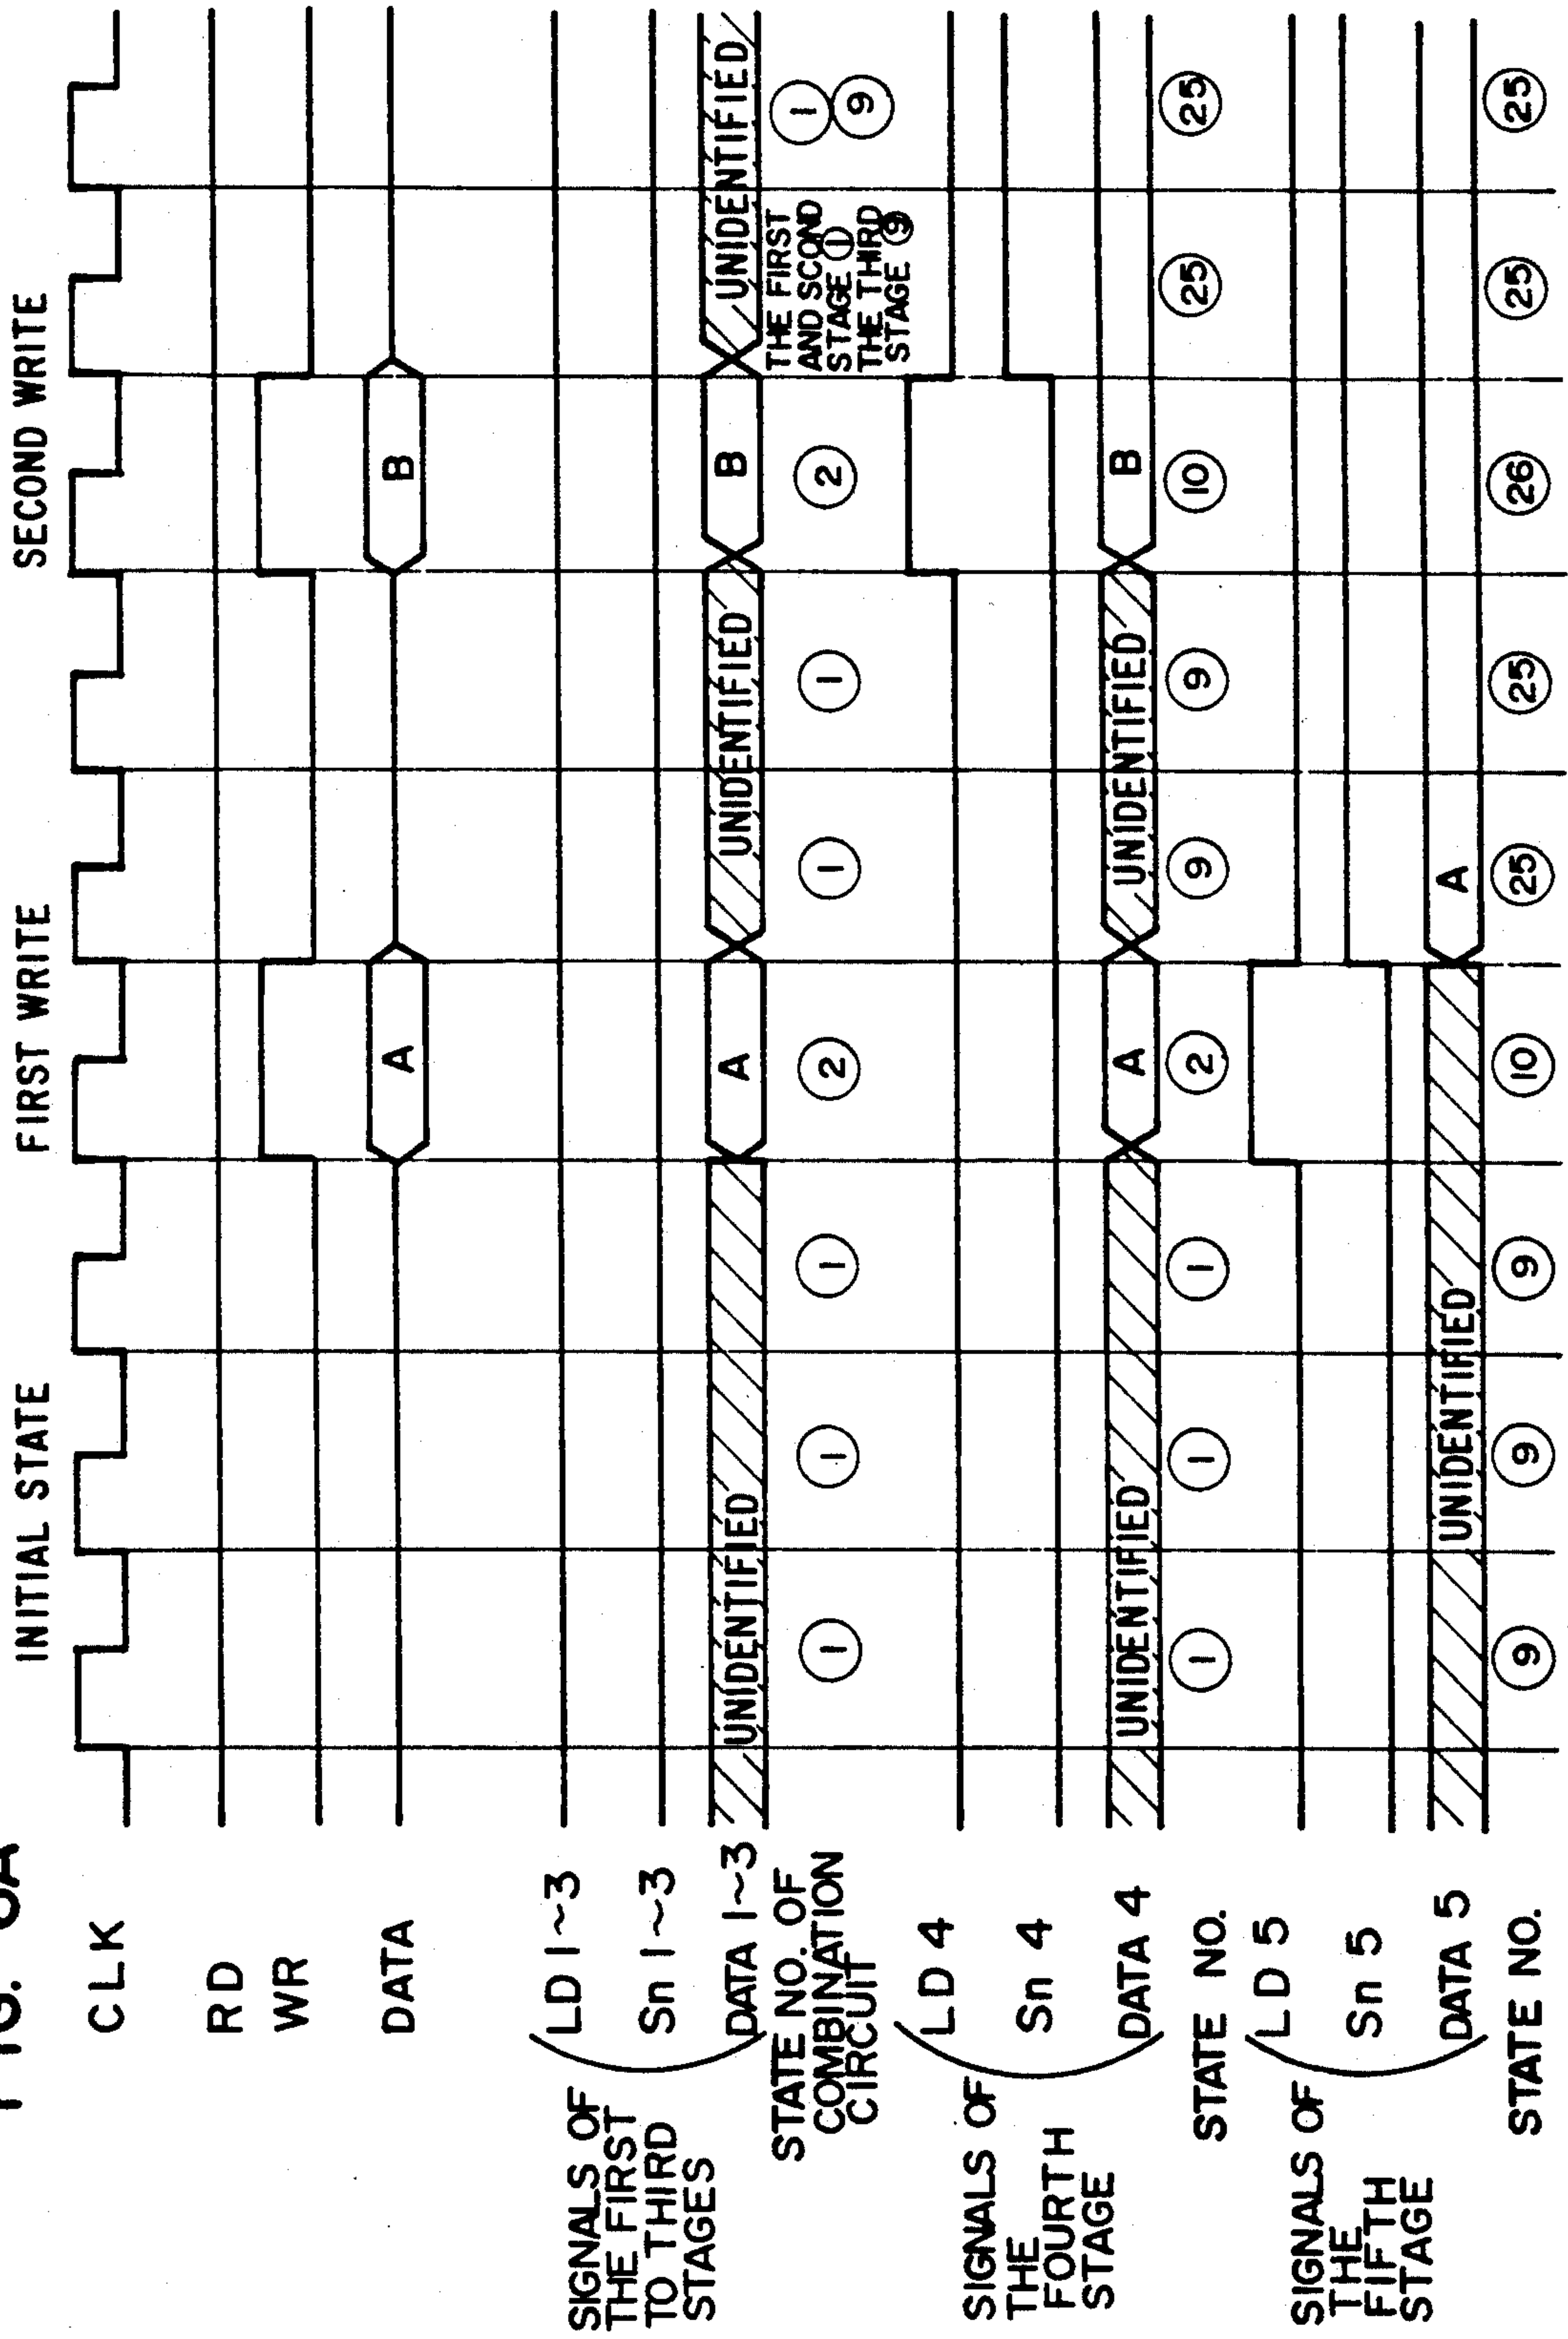 FIG.
INITIAL STATE FIRST WRITE SECOND WRITE
CLK
RD
WR
DATA A B
SIGNALS OF
THE FIRST
TO THIRD
STAGES
LD 1~3
Sn 1~3
DATA 1~3 UNIDENTIFIED A UNIDENTIFIED B UNIDENTIFIED
STATE NO. OF
COMBINATION
CIRCUIT
① ① ① ② ① ① ②
THE FIRST
AND SCOND
STAGE ①
THE THIRD
STAGE ⑨
①
⑨
SIGNALS OF
THE
FOURTH
STAGE
LD 4
Sn 4
DATA 4 UNIDENTIFIED A UNIDENTIFIED B
STATE NO. ① ① ① ② ⑨ ⑨ ⑩ ㉕ ㉕
SIGNALS OF
THE
FIFTH
STAGE
LD 5
Sn 5
DATA 5 UNIDENTIFIED A
STATE NO. ⑨ ⑨ ⑨ ⑩ ㉕ ㉕ ㉖ ㉕ ㉕